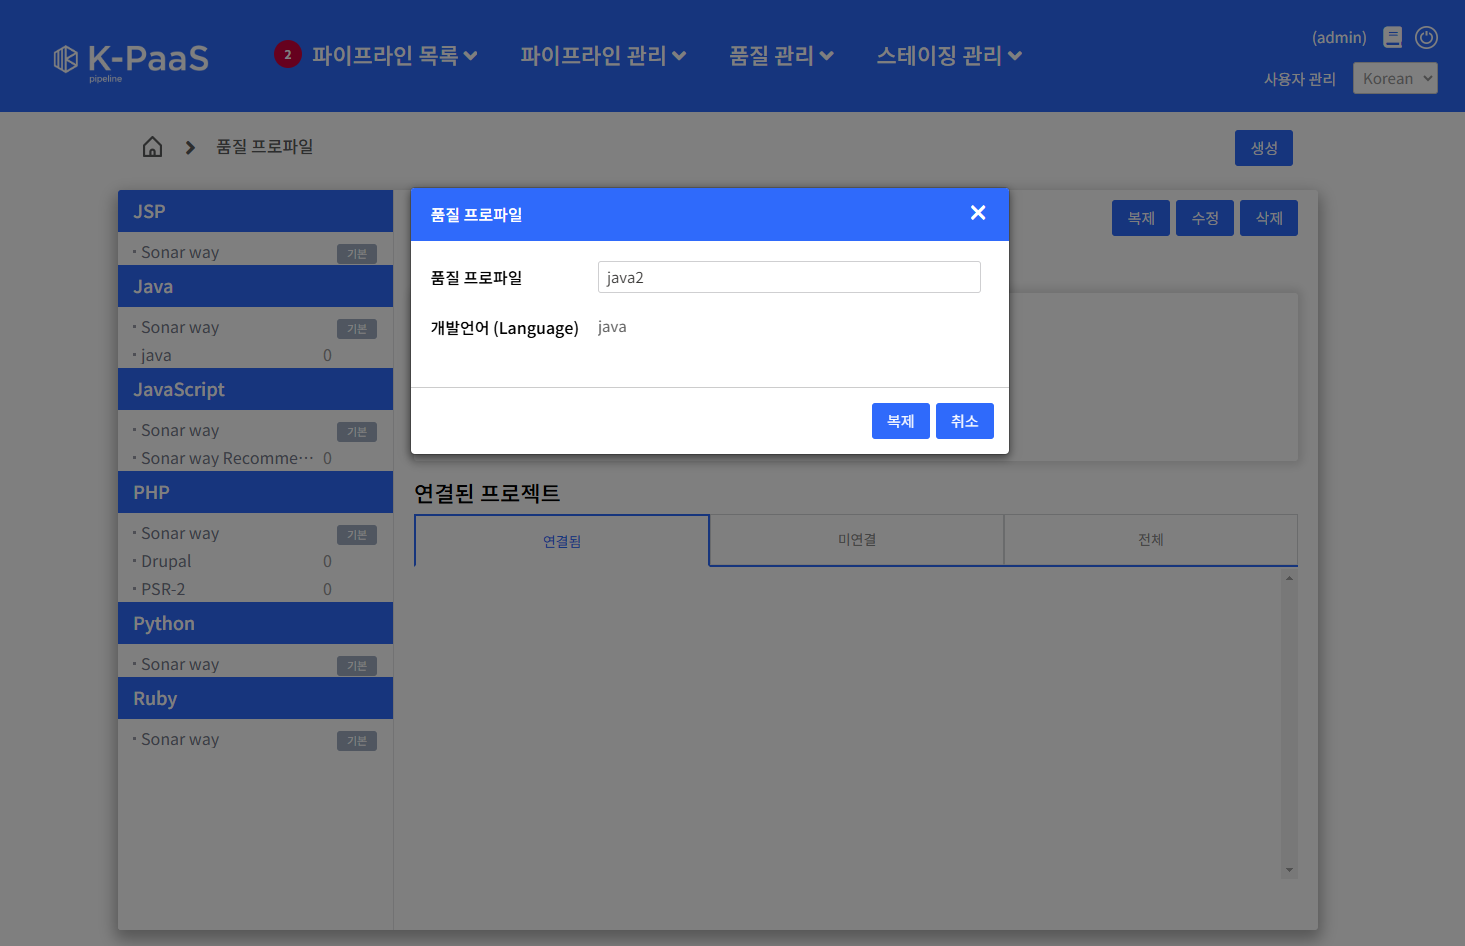 K-PaaS
pipeline
2
파이프라인 목록
파이프라인 관리
품질 관리
스테이징 관리
(admin)
사용자 관리
Korean
품질 프로파일
생성
JSP
· Sonar way 기본
Java
· Sonar way 기본
· java 0
JavaScript
· Sonar way 기본
· Sonar way Recomme··· 0
PHP
· Sonar way 기본
· Drupal 0
· PSR-2 0
Python
· Sonar way 기본
Ruby
· Sonar way 기본
복제 수정 삭제
품질 프로파일
품질 프로파일 java2
개발언어 (Language) java
복제 취소
연결된 프로젝트
연결됨 미연결 전체